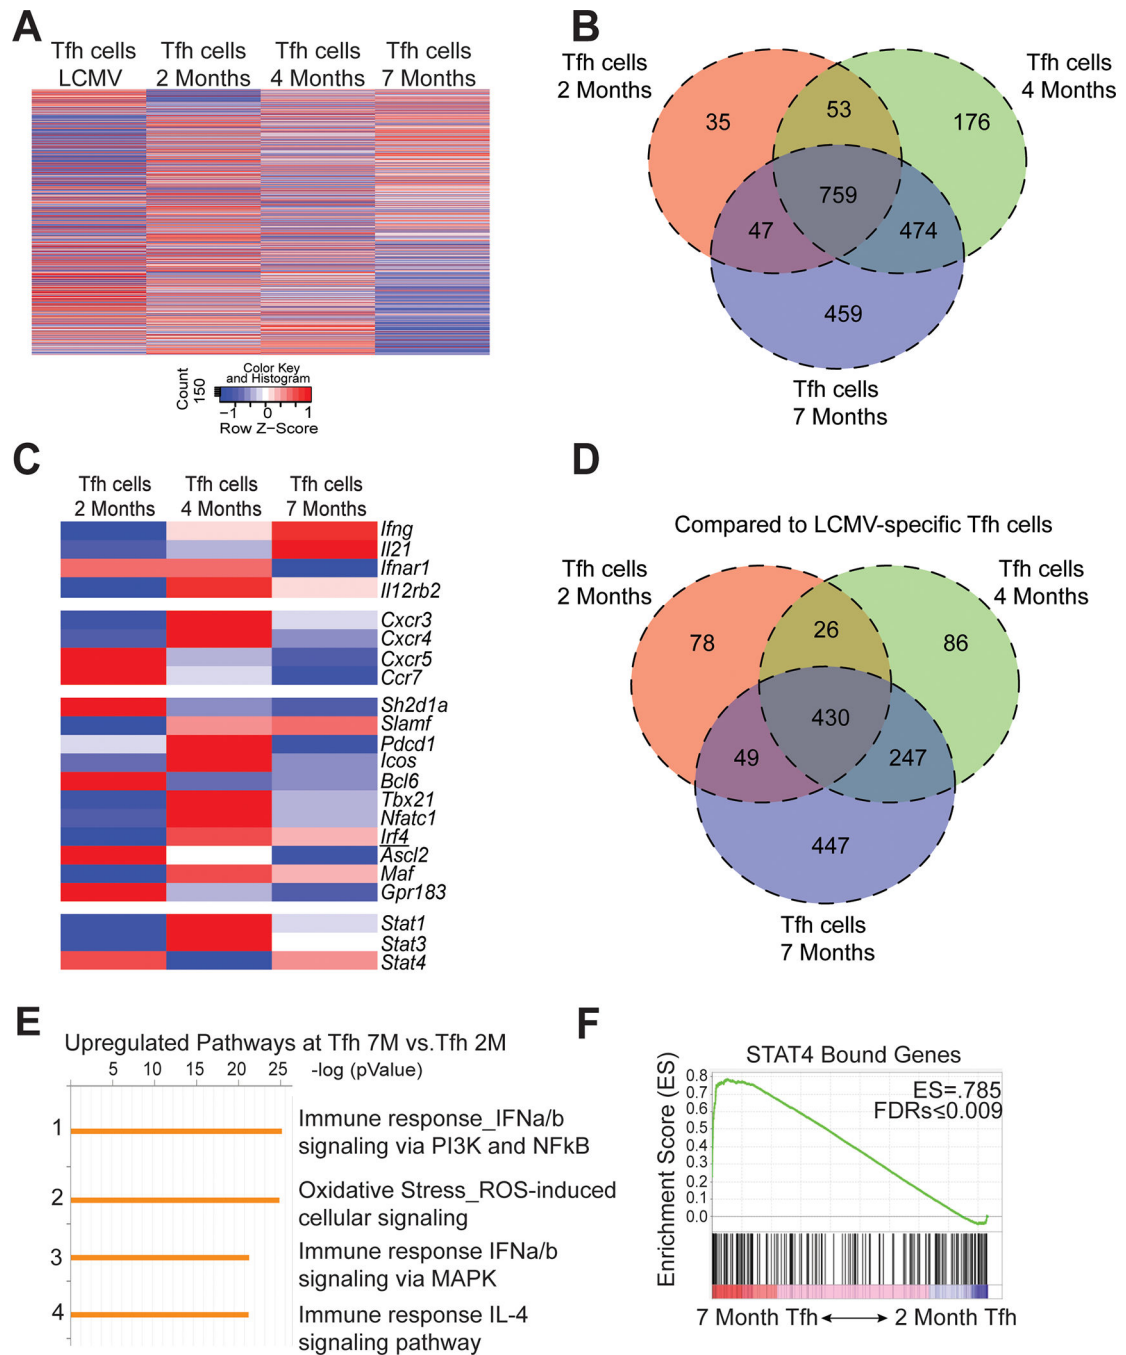 A
Tfh cells
LCMV
Tfh cells
2 Months
Tfh cells
4 Months
Tfh cells
7 Months
Color Key
and Histogram
Count
150
−1 0 1
Row Z−Score
B
Tfh cells
2 Months
Tfh cells
4 Months
35
53
176
759
47
474
459
Tfh cells
7 Months
C
Tfh cells
2 Months
Tfh cells
4 Months
Tfh cells
7 Months
Ifng
Il21
Ifnar1
Il12rb2
Cxcr3
Cxcr4
Cxcr5
Ccr7
Sh2d1a
Slamf
Pdcd1
Icos
Bcl6
Tbx21
Nfatc1
Irf4
Ascl2
Maf
Gpr183
Stat1
Stat3
Stat4
D
Compared to LCMV-specific Tfh cells
Tfh cells
2 Months
Tfh cells
4 Months
78
26
86
430
49
247
447
Tfh cells
7 Months
E
Upregulated Pathways at Tfh 7M vs.Tfh 2M
5 10 15 20 25 -log (pValue)
1 Immune response_IFNa/b
signaling via PI3K and NFkB
2 Oxidative Stress_ROS-induced
cellular signaling
3 Immune response IFNa/b
signaling via MAPK
4 Immune response IL-4
signaling pathway
F
STAT4 Bound Genes
Enrichment Score (ES)
0.8
0.7
0.6
0.5
0.4
0.3
0.2
0.1
0.0
ES=.785
FDRs≤0.009
7 Month Tfh 2 Month Tfh